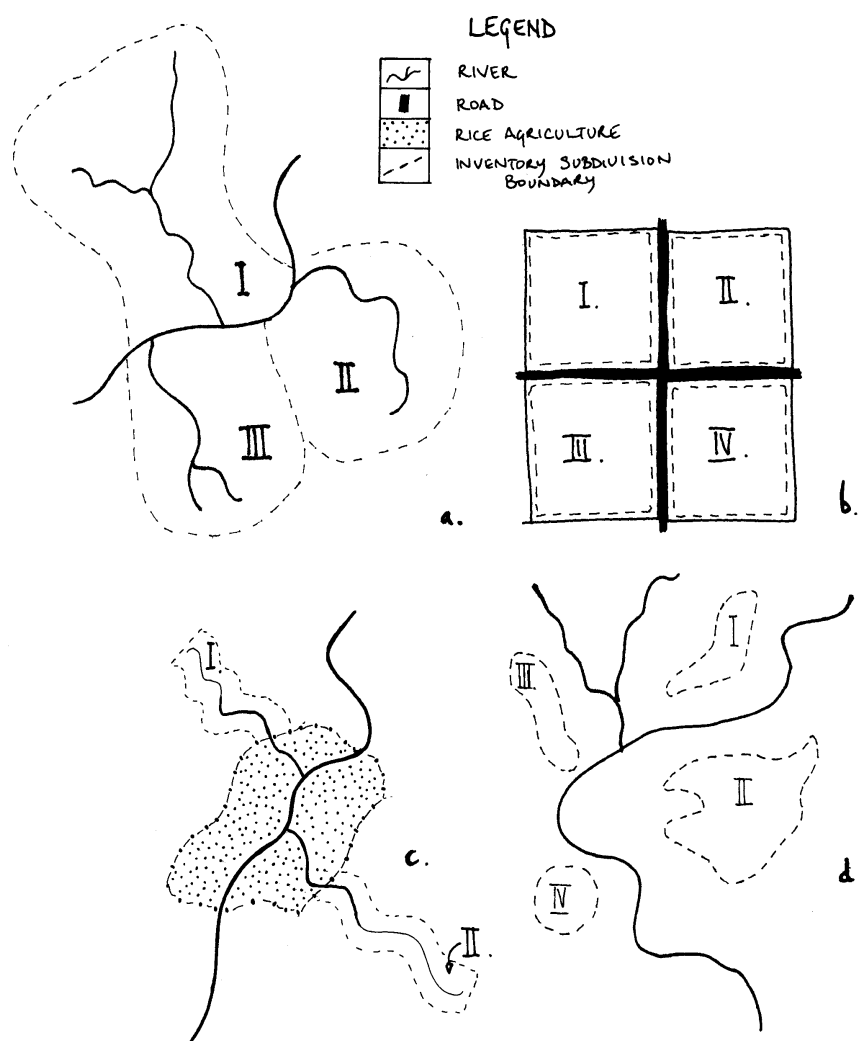 LEGEND
RIVER
ROAD
RICE AGRICULTURE
INVENTORY SUBDIVISION
BOUNDARY
I
II
III
a.
I.
II.
III.
IV.
b.
I
II.
c.
I
II
III
IV
d